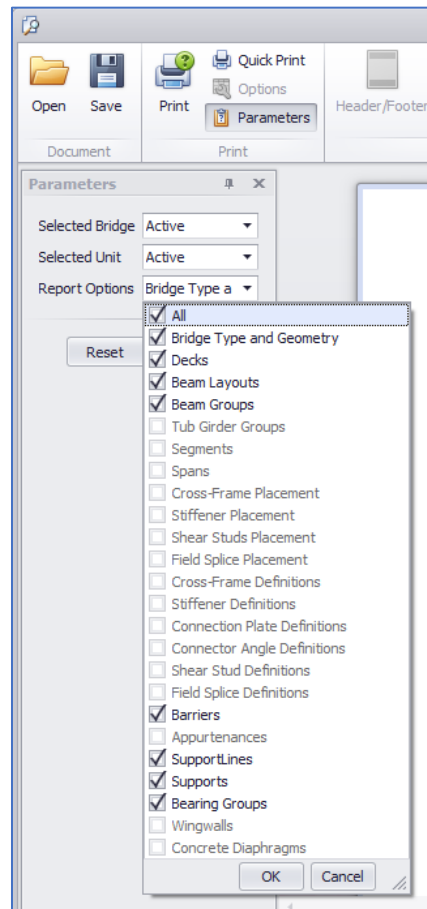 Open
Save
Print
Quick Print
Options
Parameters
Header/Footer
Document
Print
Parameters
Selected Bridge Active
Selected Unit Active
Report Options Bridge Type a
Reset
All
Bridge Type and Geometry
Decks
Beam Layouts
Beam Groups
Tub Girder Groups
Segments
Spans
Cross-Frame Placement
Stiffener Placement
Shear Studs Placement
Field Splice Placement
Cross-Frame Definitions
Stiffener Definitions
Connection Plate Definitions
Connector Angle Definitions
Shear Stud Definitions
Field Splice Definitions
Barriers
Appurtenances
SupportLines
Supports
Bearing Groups
Wingwalls
Concrete Diaphragms
OK Cancel